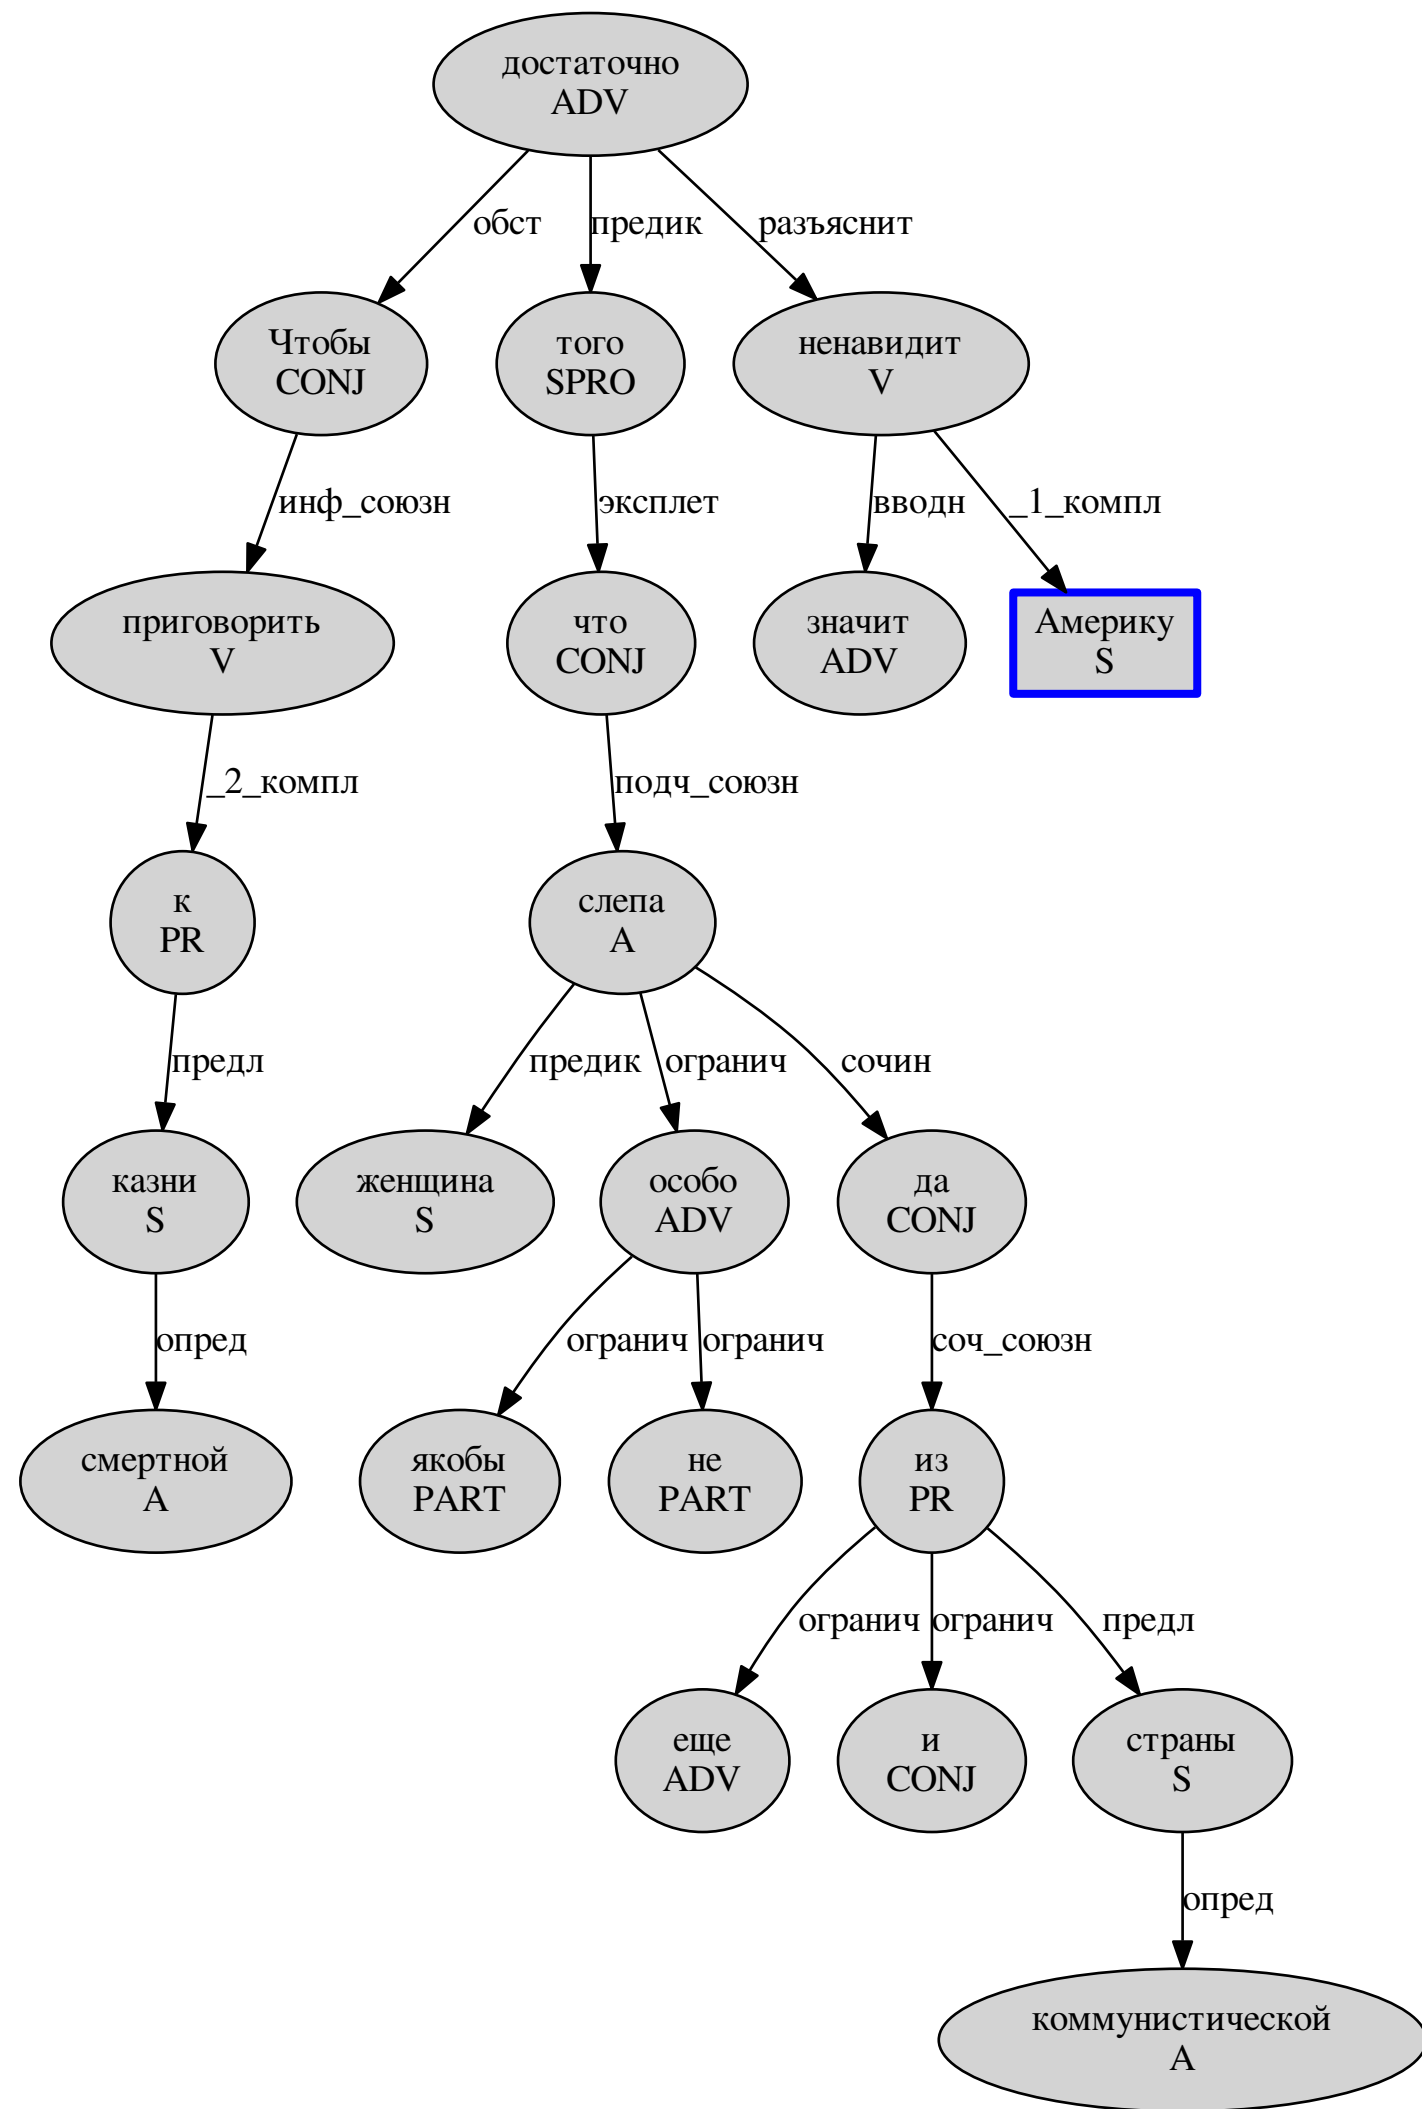 достаточно
ADV
обст
предик
разъяснит
Чтобы
CONJ
того
SPRO
ненавидит
V
инф_союзн
эксплет
вводн
_1_компл
приговорить
V
что
CONJ
значит
ADV
Америку
S
_2_компл
подч_союзн
к
PR
слепа
A
предл
предик
огранич
сочин
казни
S
женщина
S
особо
ADV
да
CONJ
опред
огранич
огранич
соч_союзн
смертной
A
якобы
PART
не
PART
из
PR
огранич
огранич
предл
еще
ADV
и
CONJ
страны
S
опред
коммунистической
A